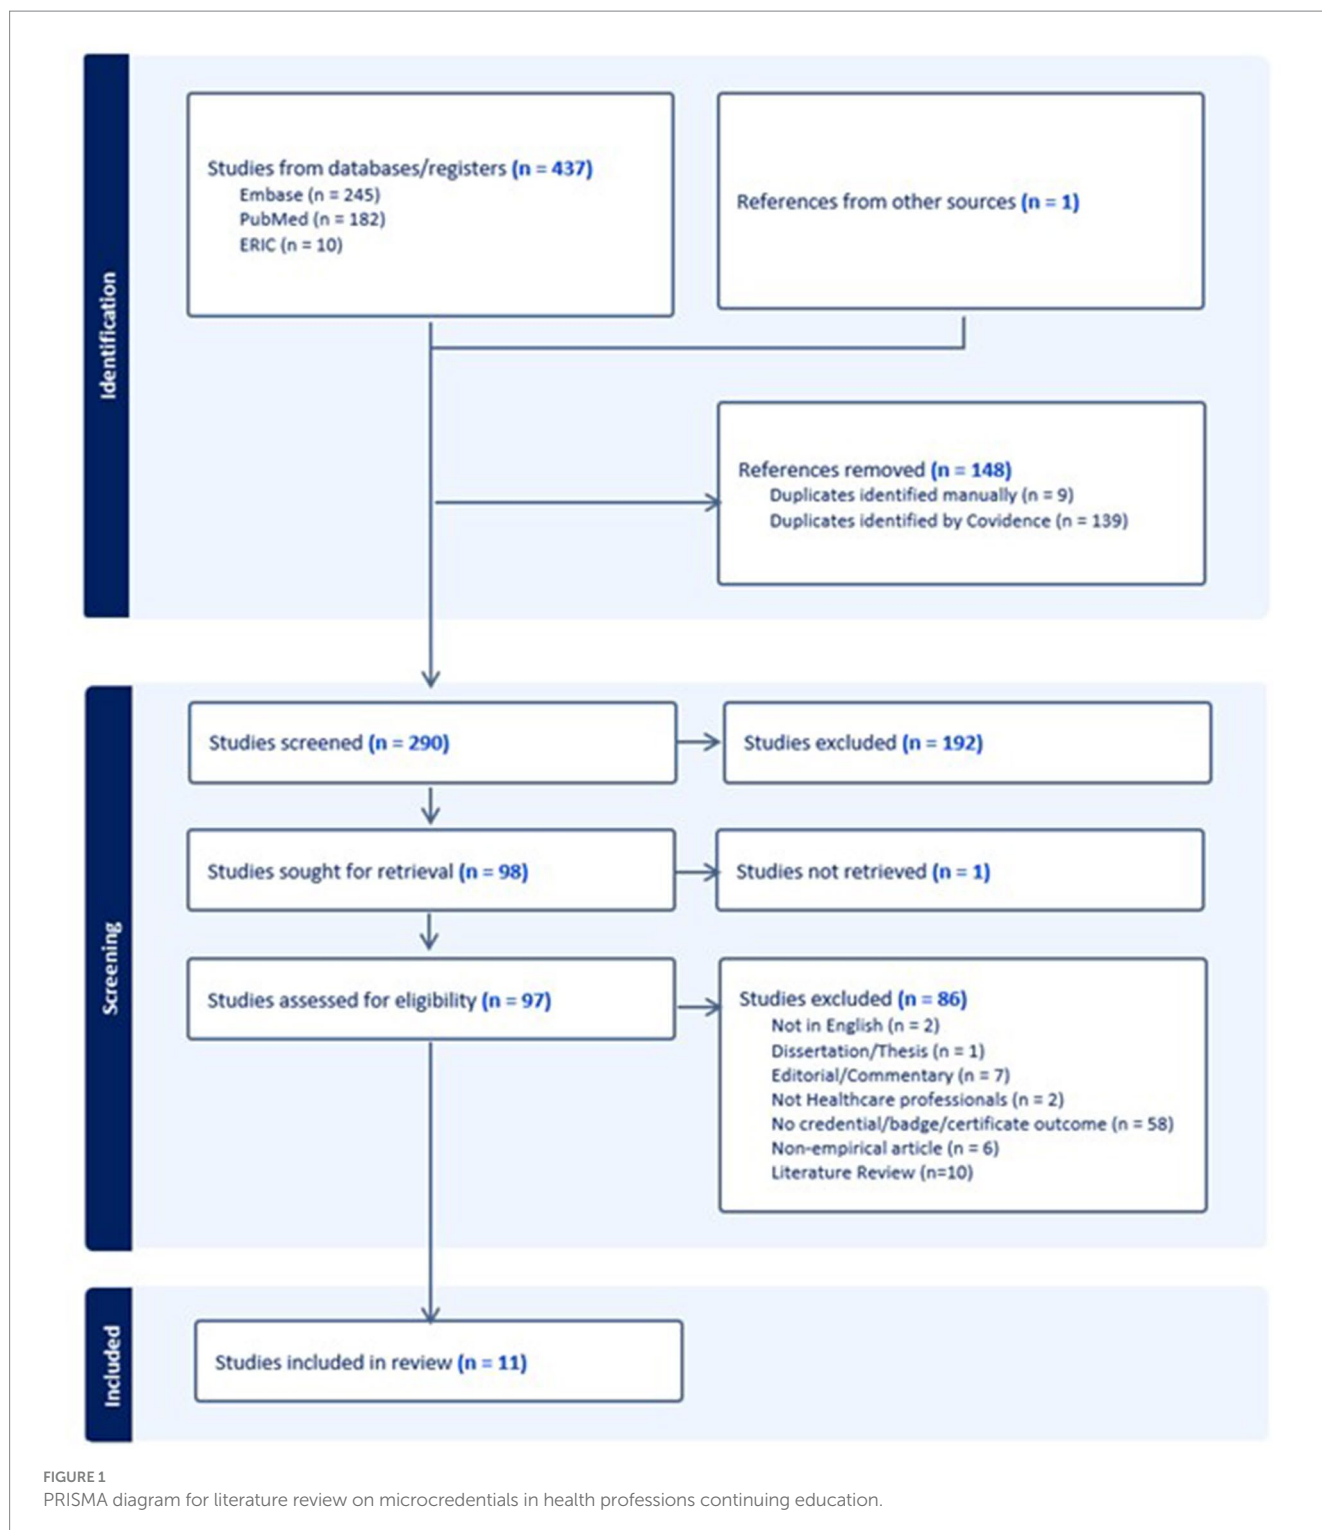 Identification
Studies from databases/registers (n = 437)
Embase (n = 245)
PubMed (n = 182)
ERIC (n = 10)
References from other sources (n = 1)
References removed (n = 148)
Duplicates identified manually (n = 9)
Duplicates identified by Covidence (n = 139)
Screening
Studies screened (n = 290)
Studies excluded (n = 192)
Studies sought for retrieval (n = 98)
Studies not retrieved (n = 1)
Studies assessed for eligibility (n = 97)
Studies excluded (n = 86)
Not in English (n = 2)
Dissertation/Thesis (n = 1)
Editorial/Commentary (n = 7)
Not Healthcare professionals (n = 2)
No credential/badge/certificate outcome (n = 58)
Non-empirical article (n = 6)
Literature Review (n=10)
Included
Studies included in review (n = 11)
FIGURE 1
PRISMA diagram for literature review on microcredentials in health professions continuing education.